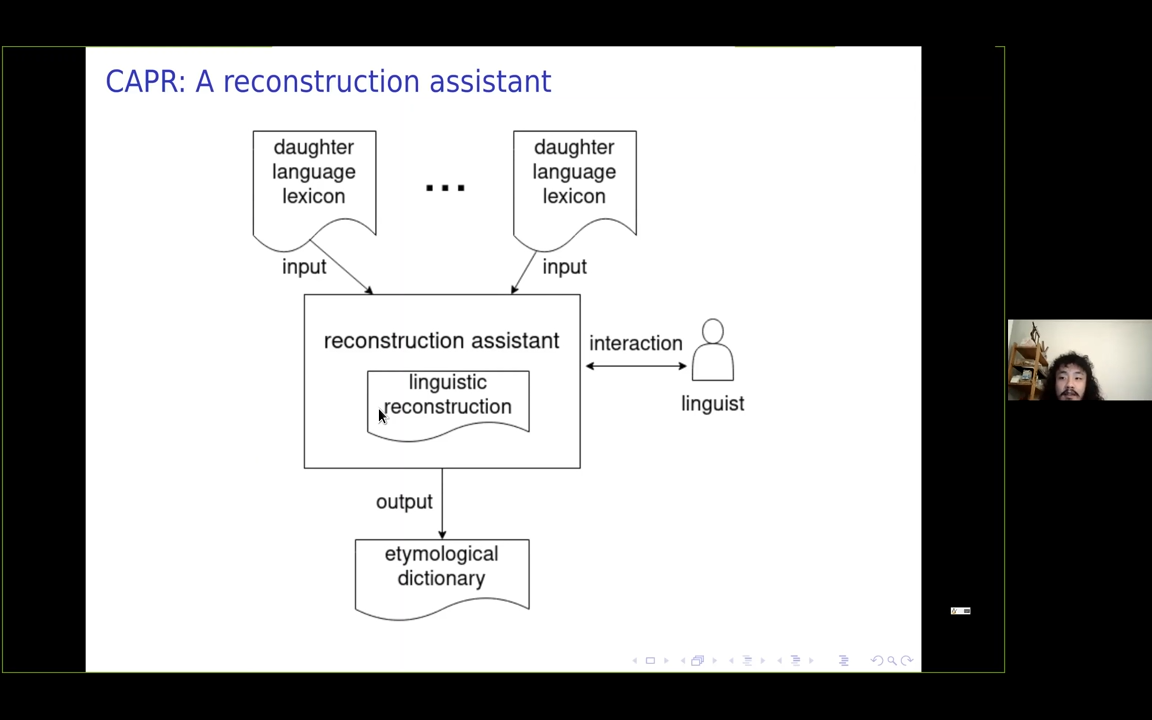 CAPR: A reconstruction assistant
daughter
language
lexicon
...
daughter
language
lexicon
input
input
reconstruction assistant
linguistic
reconstruction
interaction
linguist
output
etymological
dictionary